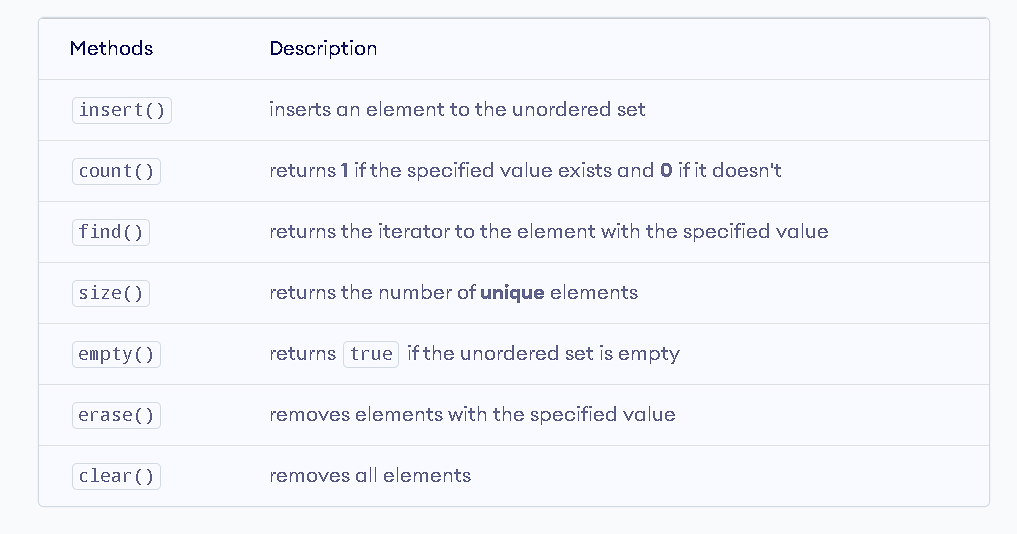 Methods Description
insert() inserts an element to the unordered set
count() returns 1 if the specified value exists and 0 if it doesn't
find() returns the iterator to the element with the specified value
size() returns the number of unique elements
empty() returns true if the unordered set is empty
erase() removes elements with the specified value
clear() removes all elements